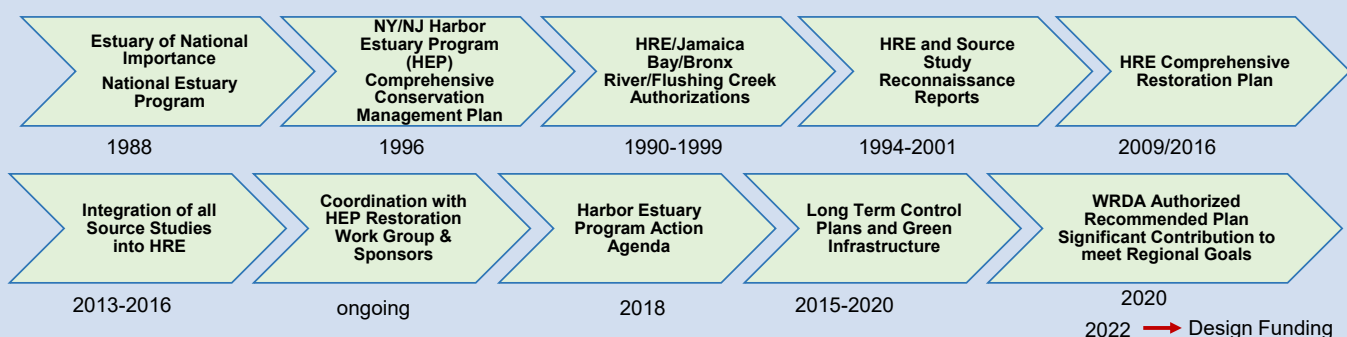 Estuary of National
Importance
National Estuary
Program
NY/NJ Harbor
Estuary Program
(HEP)
Comprehensive
Conservation
Management Plan
HRE/Jamaica
Bay/Bronx
River/Flushing Creek
Authorizations
HRE and Source
Study
Reconnaissance
Reports
HRE Comprehensive
Restoration Plan
1988
1996
1990-1999
1994-2001
2009/2016
Integration of all
Source Studies
into HRE
Coordination with
HEP Restoration
Work Group &
Sponsors
Harbor Estuary
Program Action
Agenda
Long Term Control
Plans and Green
Infrastructure
WRDA Authorized
Recommended Plan
Significant Contribution to
meet Regional Goals
2013-2016
ongoing
2018
2015-2020
2020
2022 → Design Funding